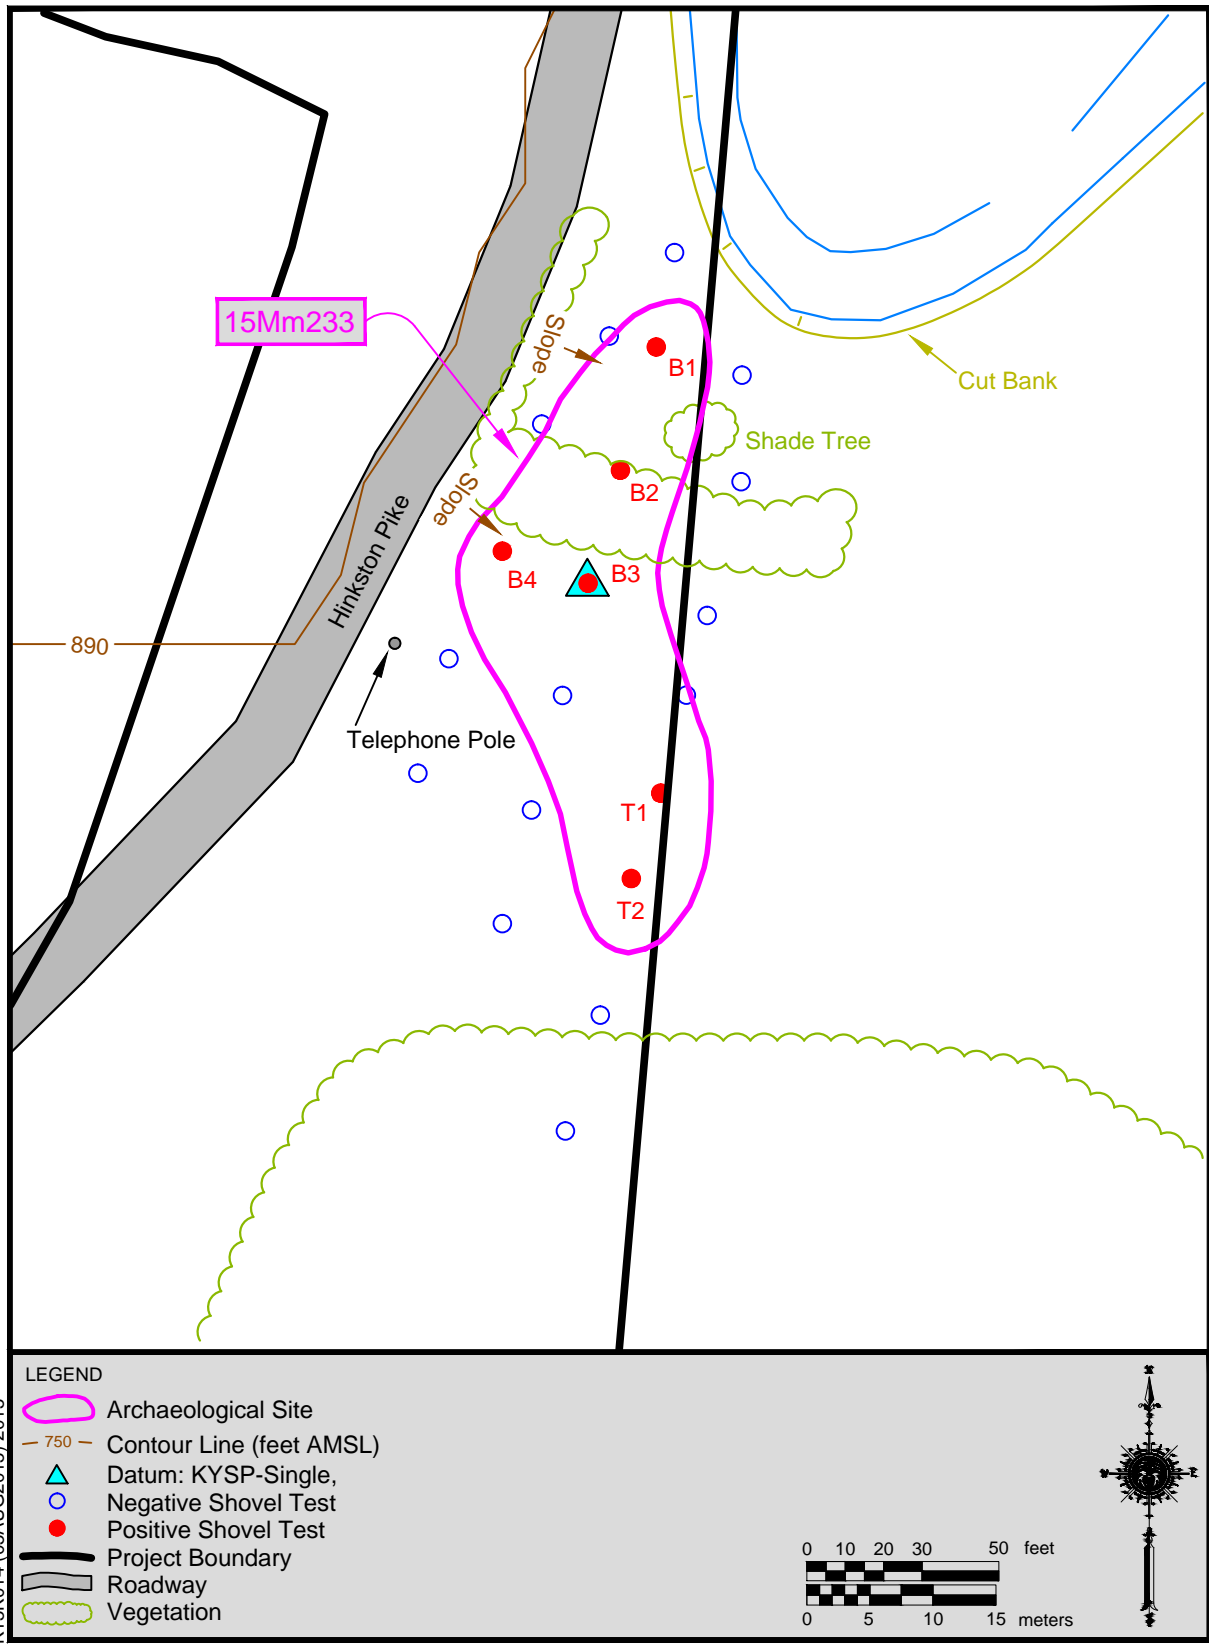 15Mm233
Slope
B1
Cut Bank
Shade Tree
B2
Slope
Hinkston Pike
B4
B3
890
Telephone Pole
T1
T2
LEGEND
Archaeological Site
750
Contour Line (feet AMSL)
Datum: KYSP-Single,
Negative Shovel Test
Positive Shovel Test
Project Boundary
Roadway
Vegetation
0 10 20 30 50 feet
0 5 10 15 meters